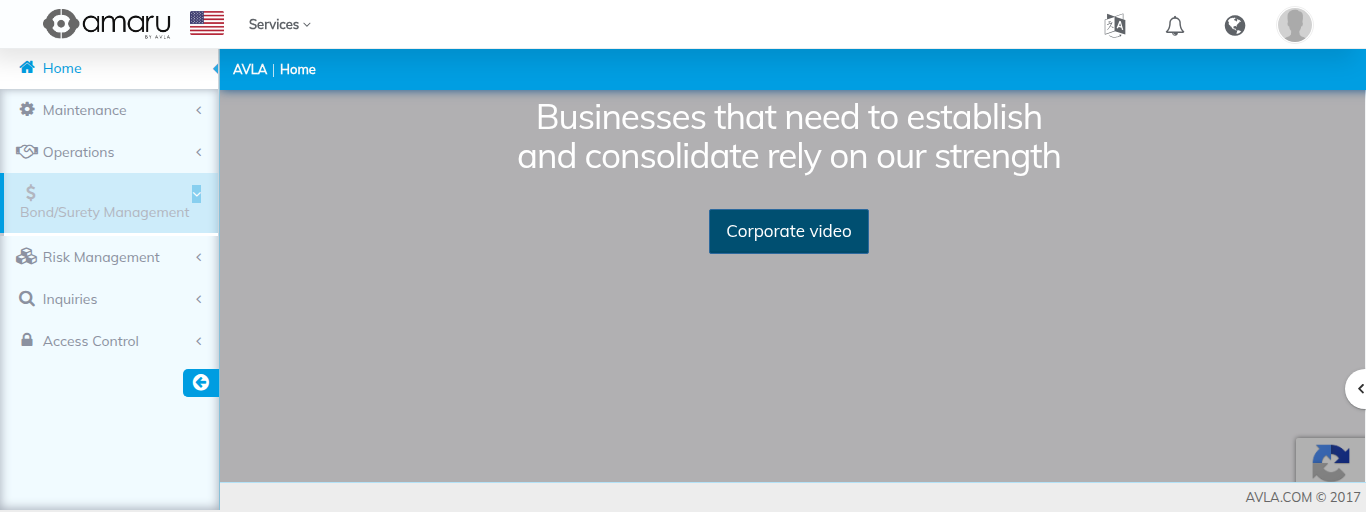 amaru
BY AVLA
Services
Home
AVLA | Home
Maintenance
Operations
$
Bond/Surety Management
Risk Management
Inquiries
Access Control
Businesses that need to establish
and consolidate rely on our strength
Corporate video
AVLA.COM © 2017